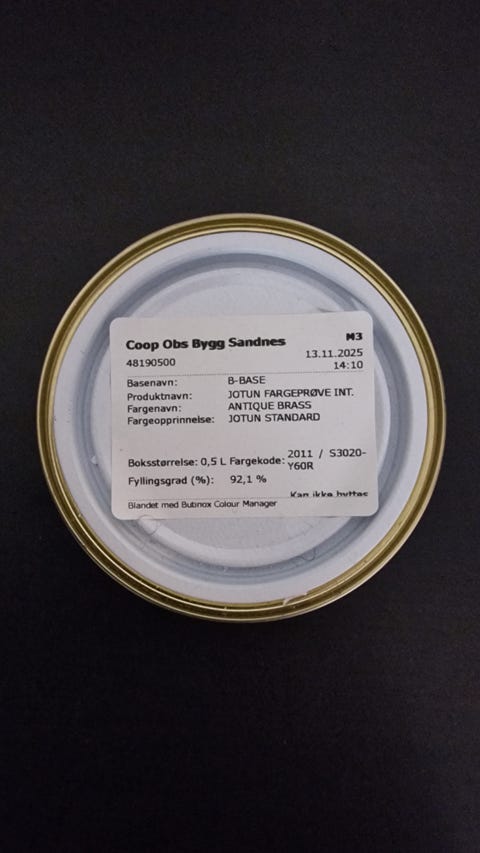 Coop Obs Bygg Sandnes M3
48190500 13.11.2025
14:10
Basenavn: B-BASE
Produktnavn: JOTUN FARGEPRØVE INT.
Fargenavn: ANTIQUE BRASS
Fargeopprinnelse: JOTUN STANDARD
Boksstørrelse: 0,5 L Fargekode: 2011 / S3020-
Y60R
Fyllingsgrad (%): 92,1 %
Kan ikke byttes
Blandet med Butinox Colour Manager